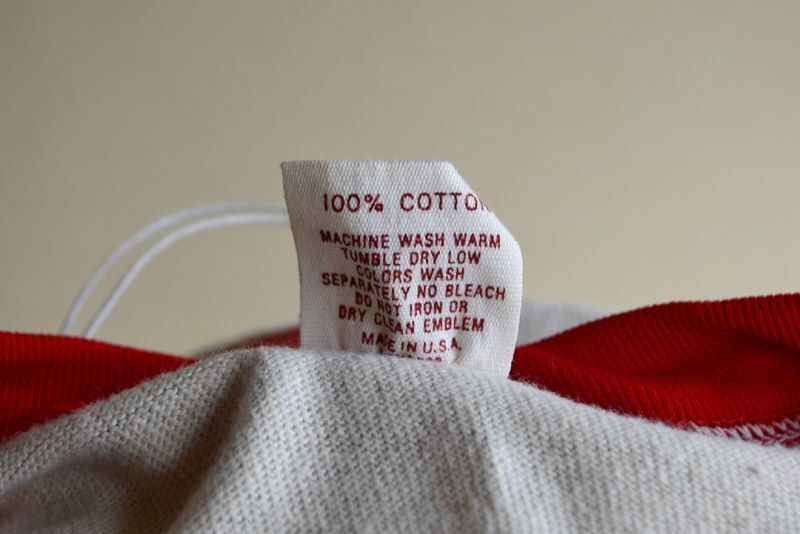 100% COTTON
MACHINE WASH WARM
TUMBLE DRY LOW
COLORS WASH
SEPARATELY NO BLEACH
DO NOT IRON OR
DRY CLEAN EMBLEM
MADE IN U.S.A.